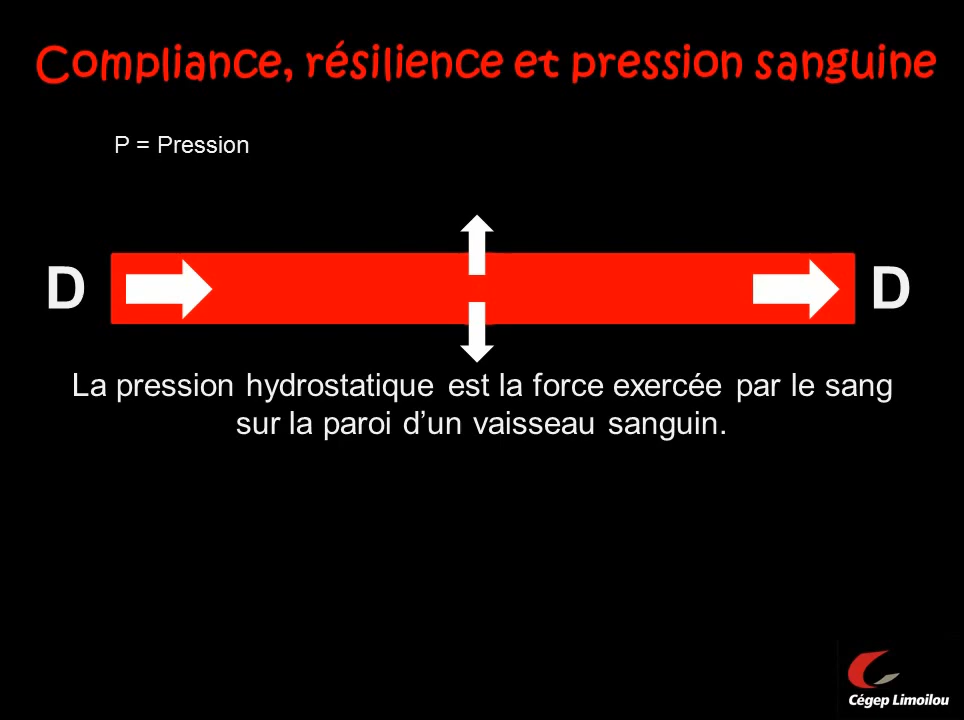 Compliance, résilience et pression sanguine
P = Pression
D D
La pression hydrostatique est la force exercée par le sang
sur la paroi d’un vaisseau sanguin.
Cégep Limoilou